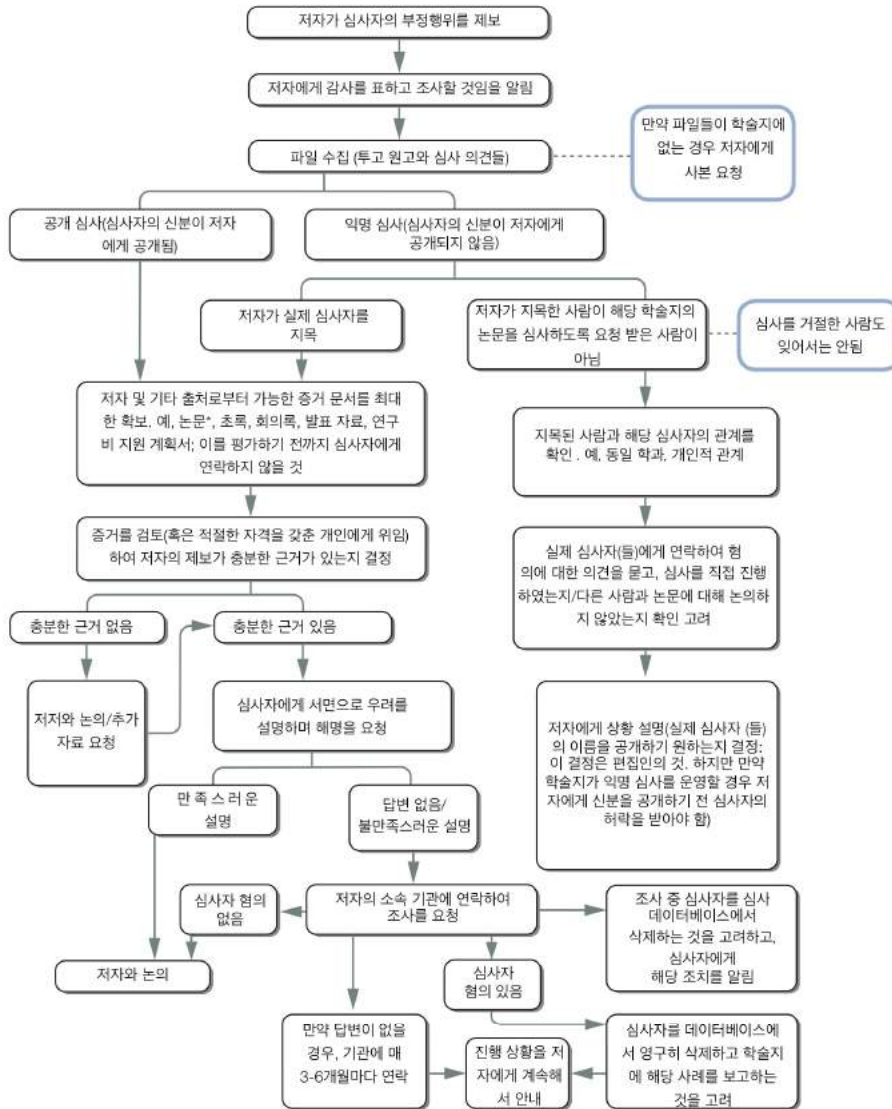 저자가 심사자의 부정행위를 제보
저자에게 감사를 표하고 조사할 것임을 알림
만약 파일들이 학술지에
없는 경우 저자에게
사본 요청
파일 수집 (투고 원고와 심사 의견들)
공개 심사(심사자의 신분이 저자
에게 공개됨)
익명 심사(심사자의 신분이 저자에게
공개되지 않음)
저자가 실제 심사자를
지목
저자가 지목한 사람이 해당 학술지의
논문을 심사하도록 요청 받은 사람이
아님
심사를 거절한 사람도
잊어서는 안됨
저자 및 기타 출처로부터 가능한 증거 문서를 최대
한 확보. 예, 논문*, 초록, 회의록, 발표 자료, 연구
비 지원 계획서; 이를 평가하기 전까지 심사자에게
연락하지 않을 것
지목된 사람과 해당 심사자의 관계를
확인 . 예, 동일 학과, 개인적 관계
증거를 검토(혹은 적절한 자격을 갖춘 개인에게 위임)
하여 저자의 제보가 충분한 근거가 있는지 결정
실제 심사자(들)에게 연락하여 혐
의에 대한 의견을 묻고, 심사를 직접 진행
하였는지/다른 사람과 논문에 대해 논의하
지 않았는지 확인 고려
충분한 근거 없음
충분한 근거 있음
저저와 논의/추가
자료 요청
심사자에게 서면으로 우려를
설명하며 해명을 요청
저자에게 상황 설명(실제 심사자 (들)
의 이름을 공개하기 원하는지 결정:
이 결정은 편집인의 것. 하지만 만약
학술지가 익명 심사를 운영할 경우 저
자에게 신분을 공개하기 전 심사자의
허락을 받아야 함)
만 족 스러운
설명
답변 없음/
불만족스러운 설명
심사자 혐의
없음
저자의 소속 기관에 연락하여
조사를 요청
조사 중 심사자를 심사
데이터베이스에서
삭제하는 것을 고려하고,
심사자에게
해당 조치를 알림
저자와 논의
심사자
혐의 있음
만약 답변이 없을
경우, 기관에 매
3-6개월마다 연락
진행 상황을 저
자에게 계속해
서 안내
심사자를 데이터베이스에
서 영구히 삭제하고 학술지
에 해당 사례를 보고하는
것을 고려